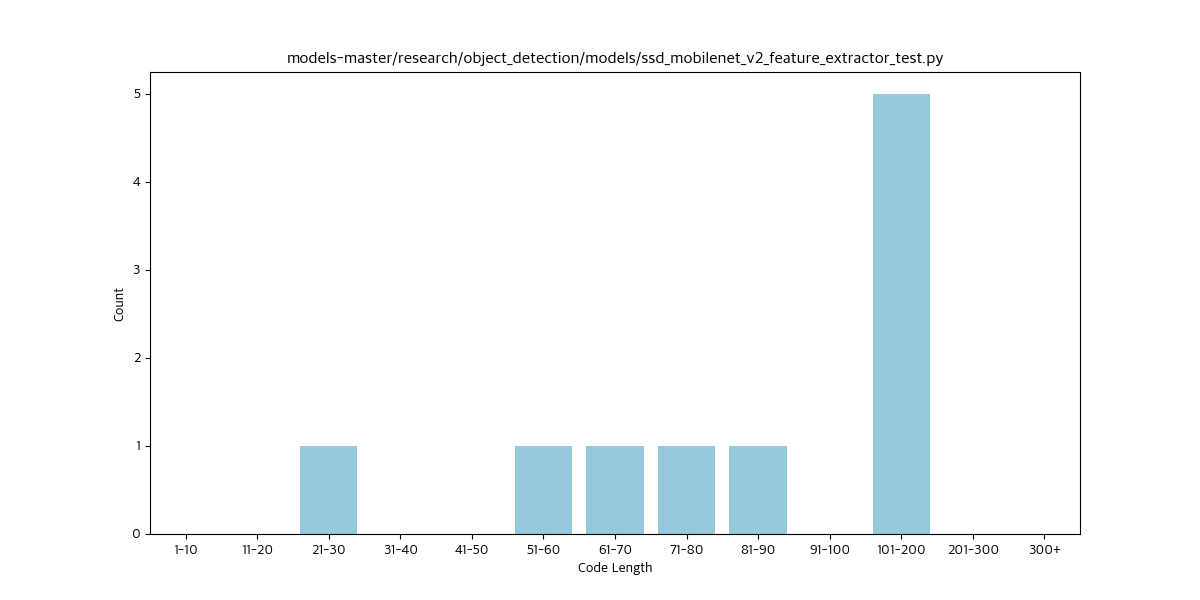 models-master/research/object_detection/models/ssd_mobilenet_v2_feature_extractor_test.py
5
4
3
2
1
0
Count
1-10 11-20 21-30 31-40 41-50 51-60 61-70 71-80 81-90 91-100 101-200 201-300 300+
Code Length